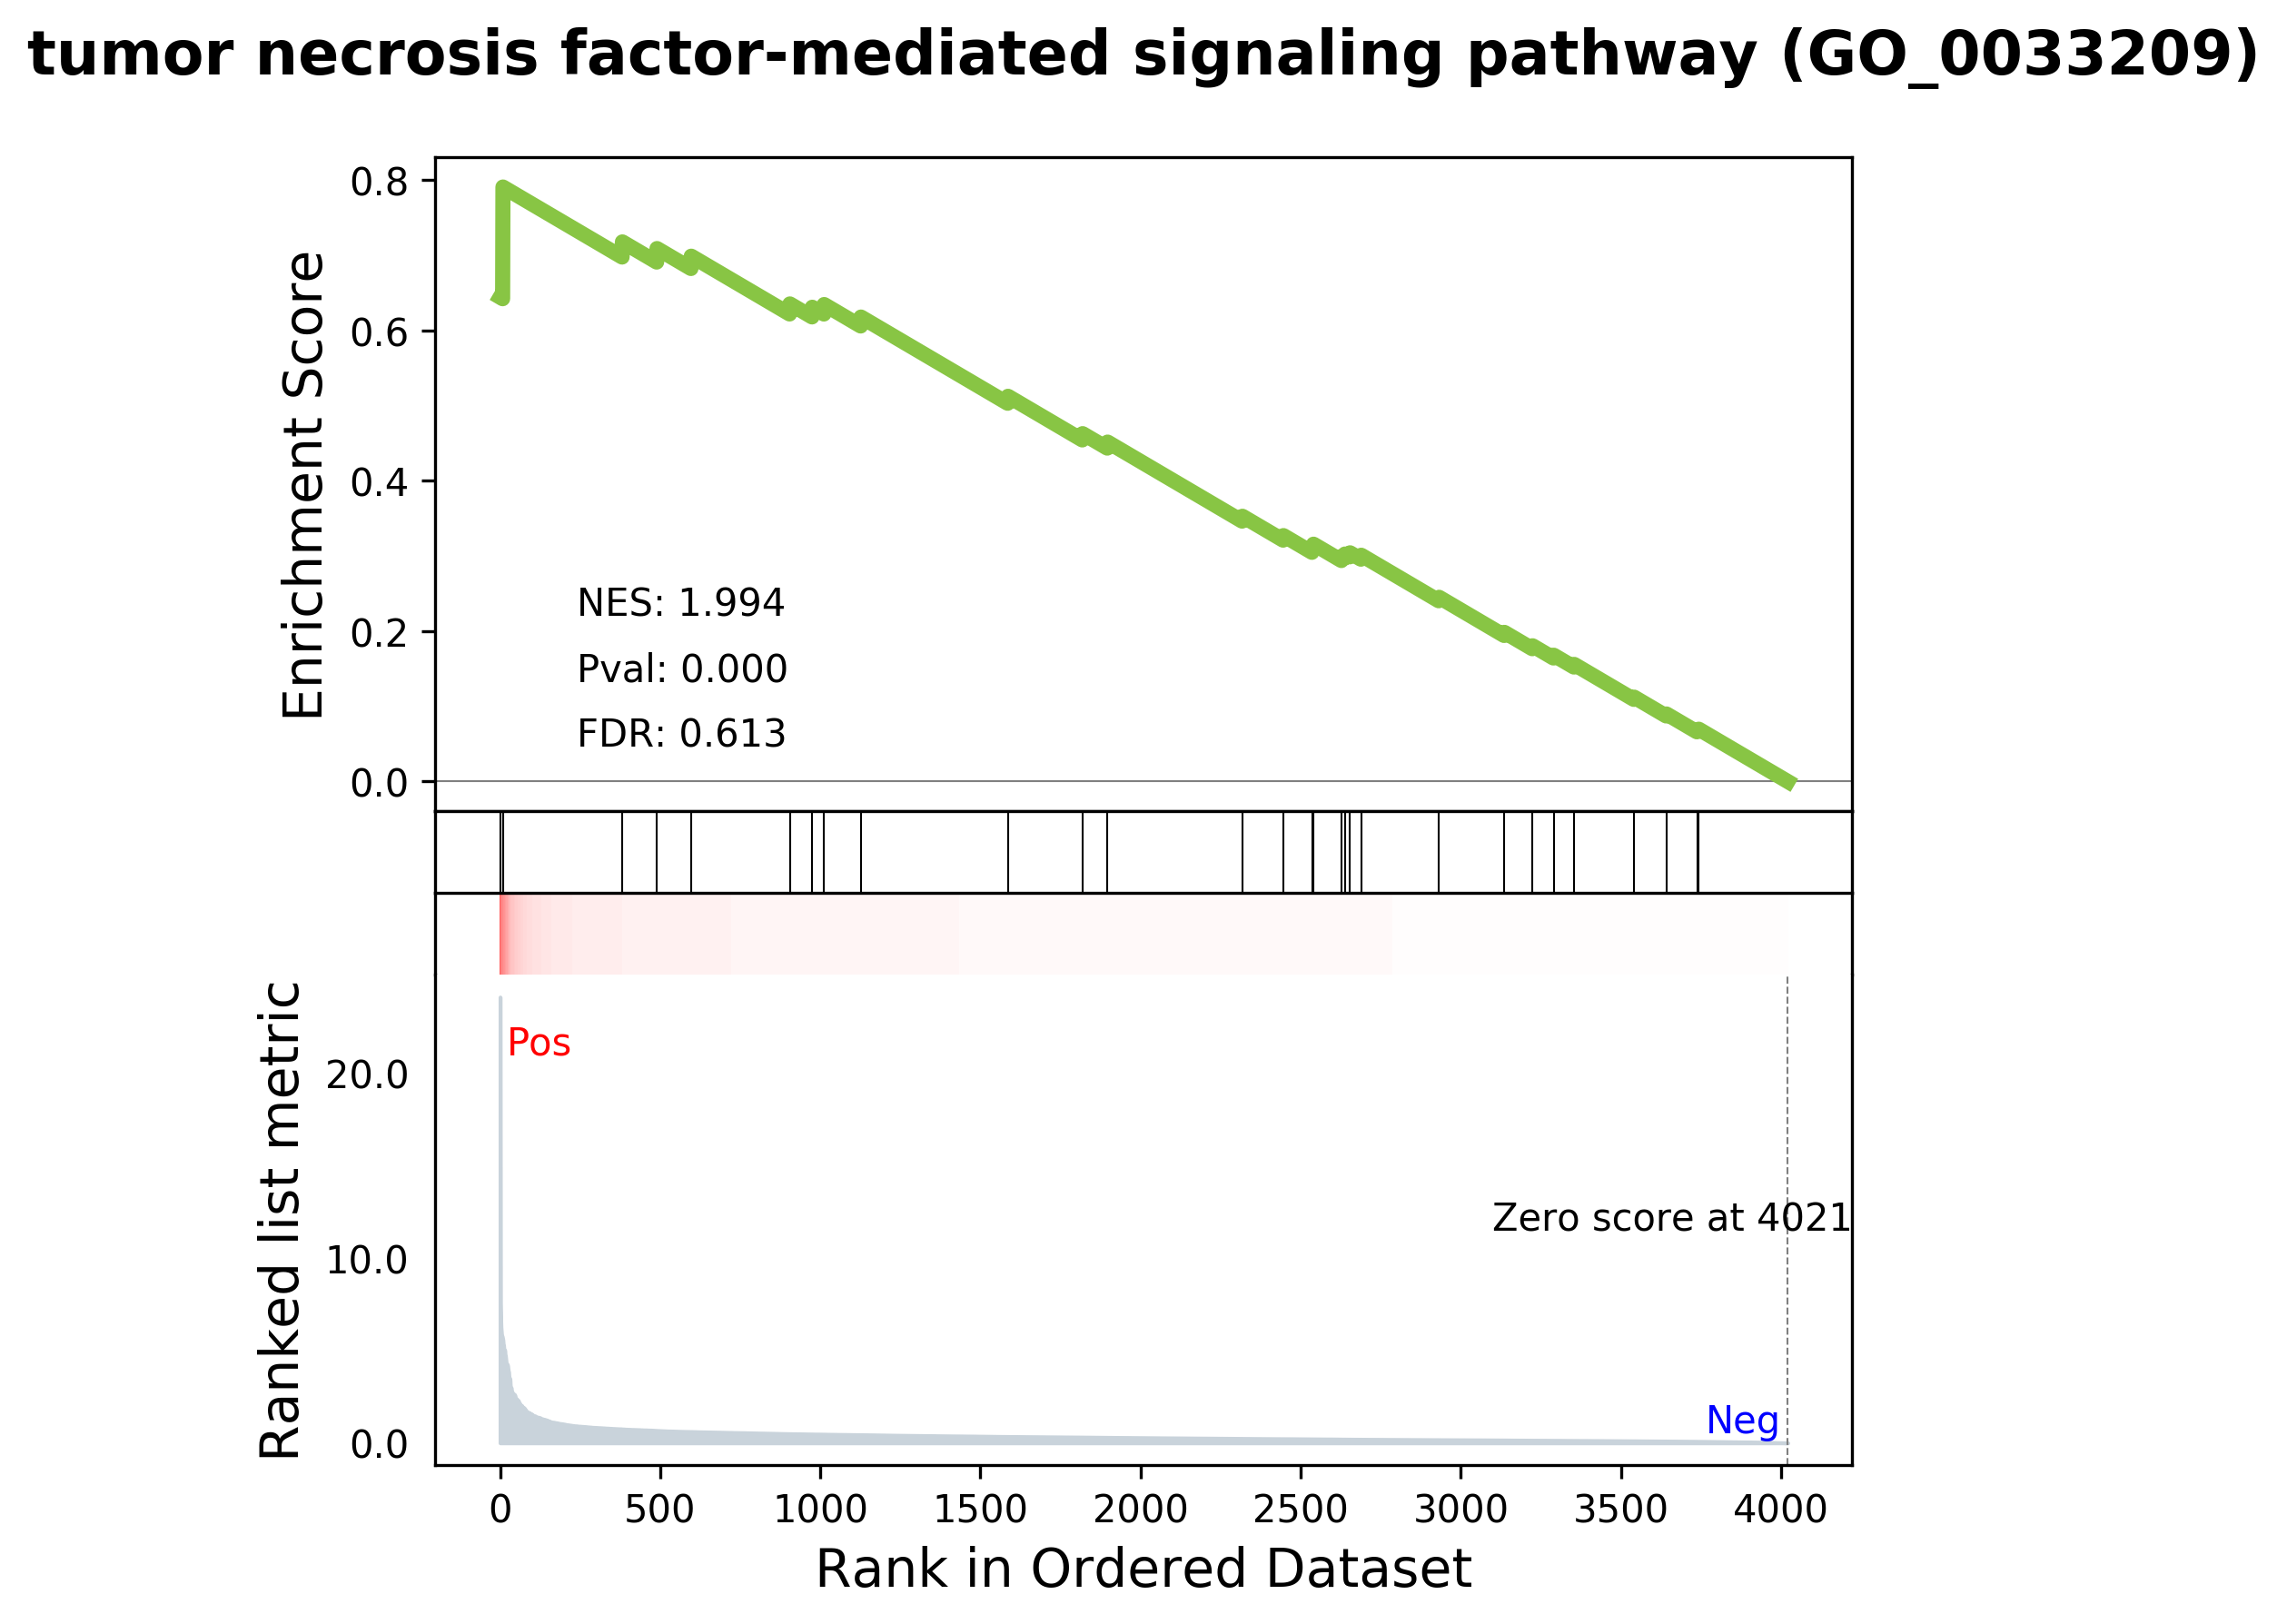 tumor necrosis factor-mediated signaling pathway (GO_0033209)
Enrichment Score
0.8
0.6
0.4
0.2
0.0
NES: 1.994
Pval: 0.000
FDR: 0.613
Ranked list metric
20.0
10.0
0.0
Pos
Zero score at 4021
Neg
0 500 1000 1500 2000 2500 3000 3500 4000
Rank in Ordered Dataset